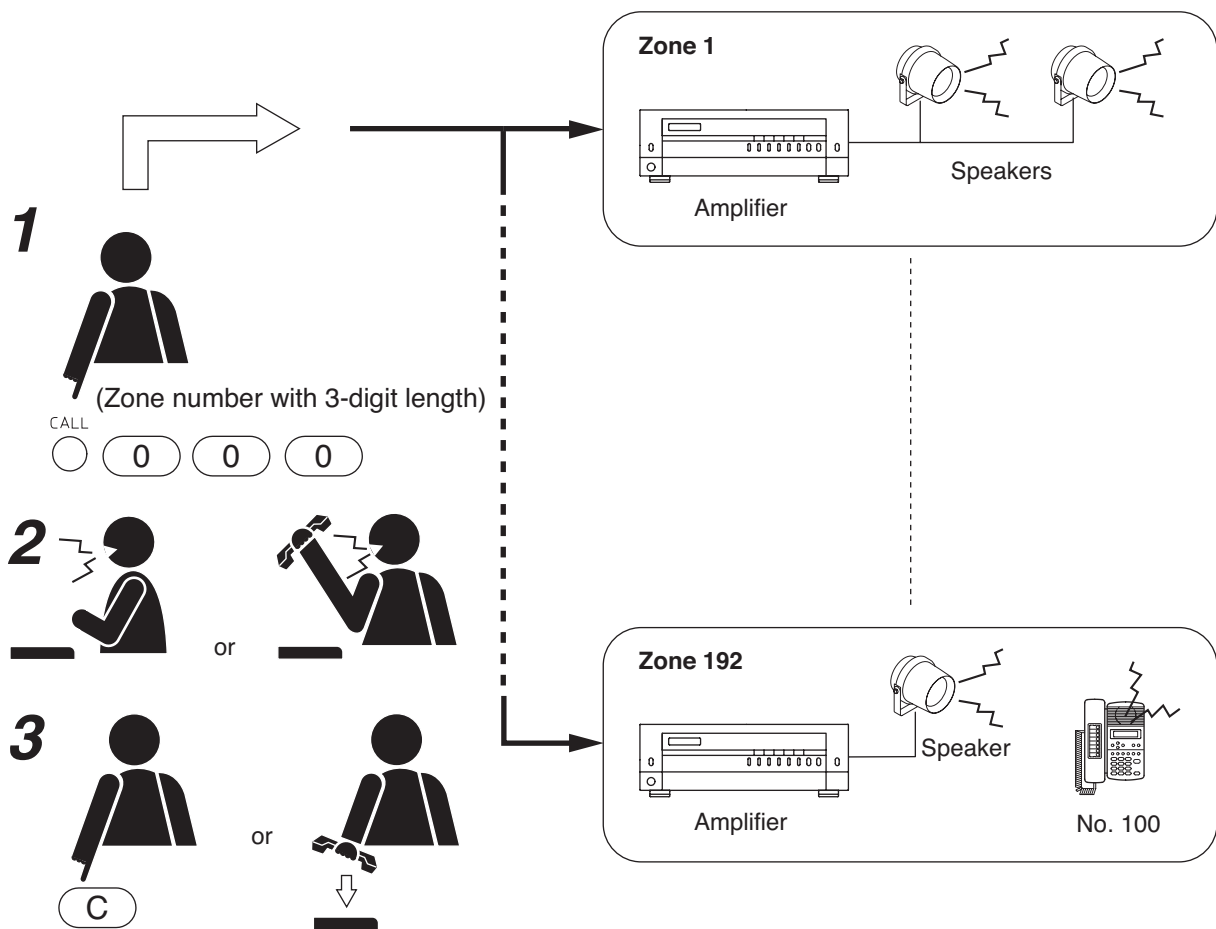 Zone 1
Speakers
Amplifier
1
(Zone number with 3-digit length)
CALL
0 0 0
2
or
Zone 192
Speaker
Amplifier
No. 100
3
or
C